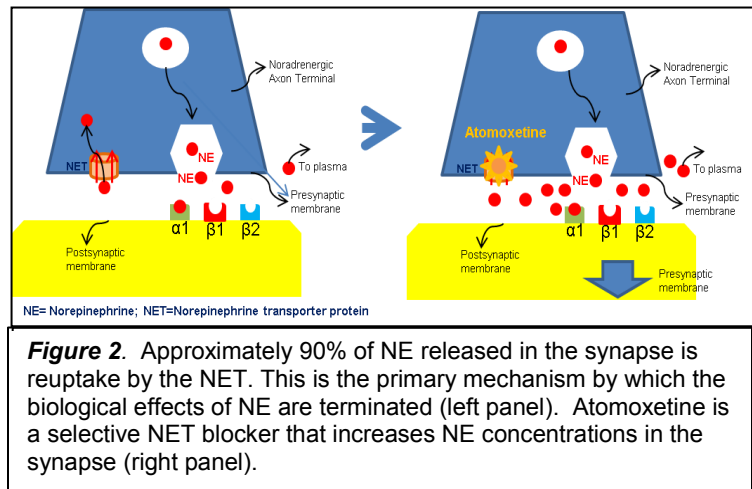 Noradrenergic
Axon Terminal
NET
NE
NE
To plasma
Presynaptic
membrane
α1
β1
β2
Postsynaptic
membrane
NE= Norepinephrine; NET=Norepinephrine transporter protein
Noradrenergic
Axon Terminal
Atomoxetine
NET
NE
NE
To plasma
Presynaptic
membrane
α1
β1
β2
Postsynaptic
membrane
Presynaptic
membrane
Figure 2. Approximately 90% of NE released in the synapse is
reuptake by the NET. This is the primary mechanism by which the
biological effects of NE are terminated (left panel). Atomoxetine is
a selective NET blocker that increases NE concentrations in the
synapse (right panel).